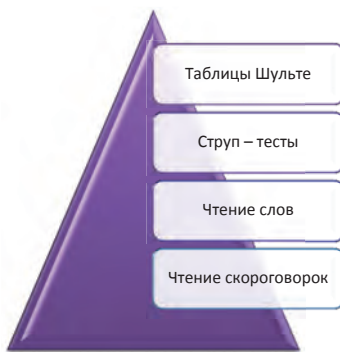 Таблицы Шульте
Струп – тесты
Чтение слов
Чтение скороговорок